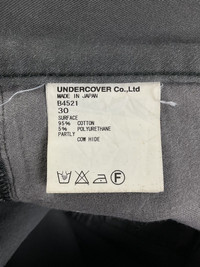 UNDERCOVER Co.,Ltd
MADE IN JAPAN
B4521
30
SURFACE
95% COTTON
5% POLYURETHANE
PARTLY
COW HIDE
F